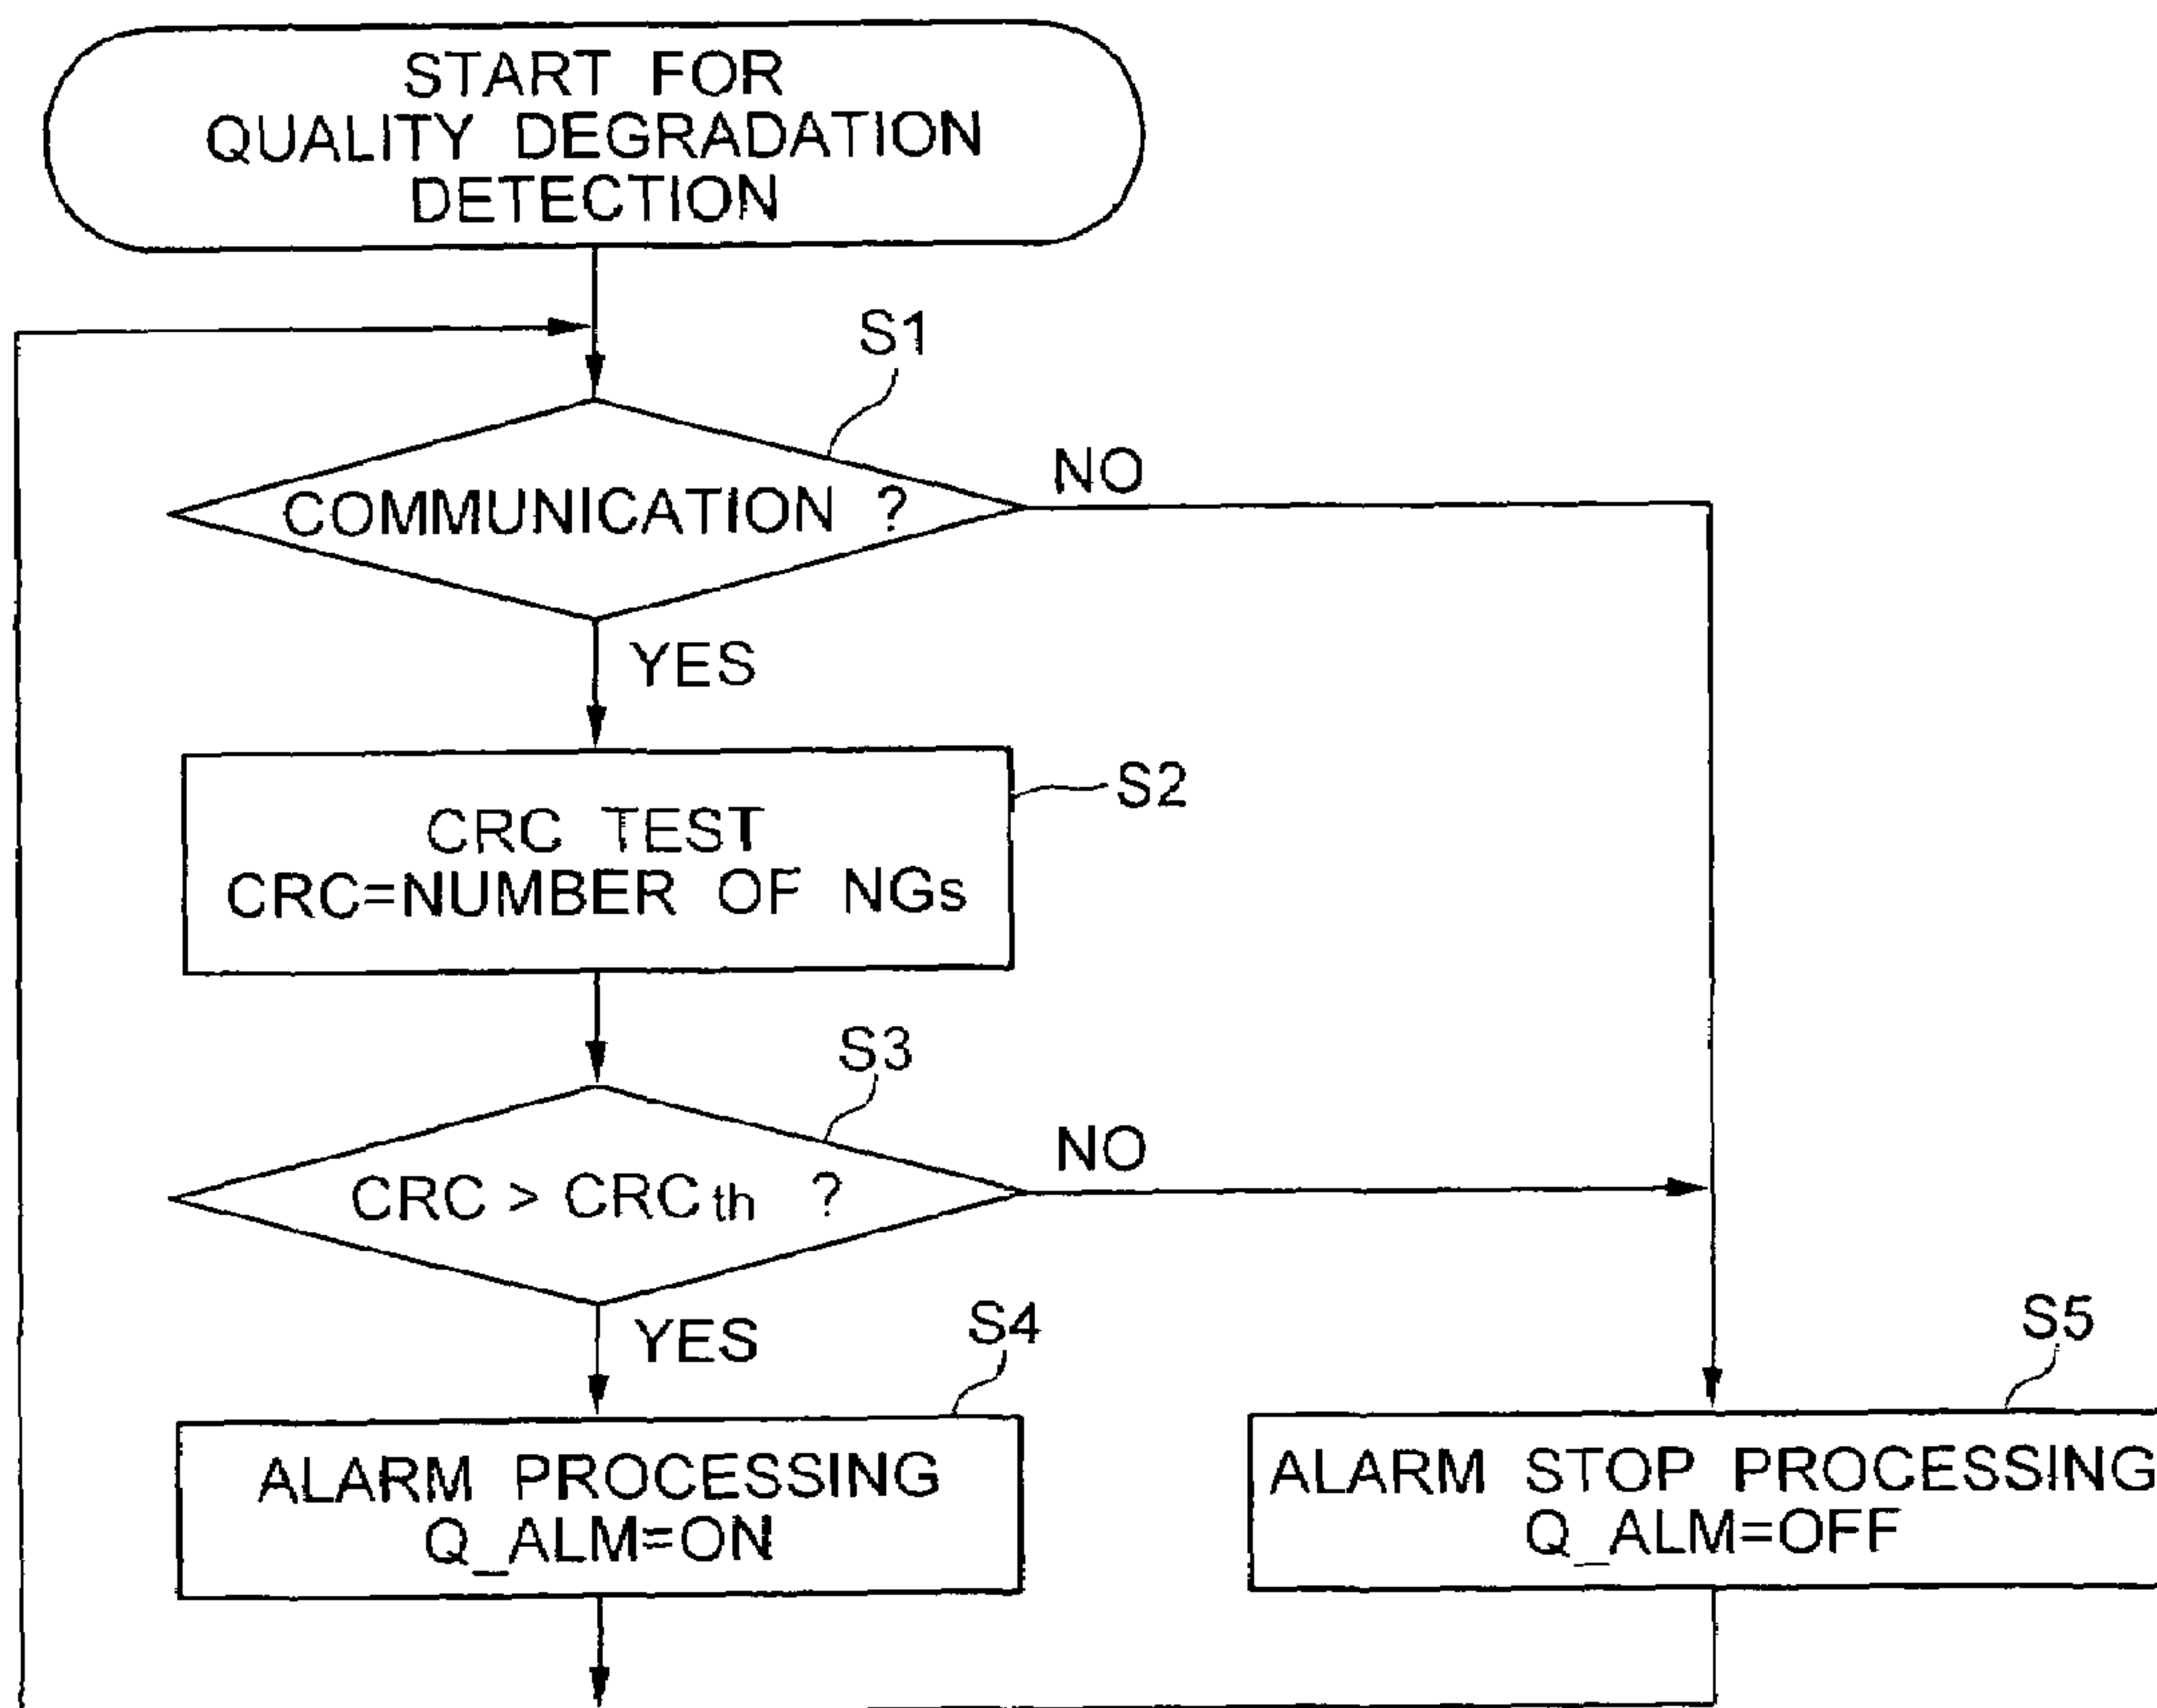 START FOR
QUALITY DEGRADATION
DETECTION
S1
COMMUNICATION ?
NO
YES
S2
CRC TEST
CRC=NUMBER OF NGs
S3
CRC > CRCth ?
NO
YES
S4
ALARM PROCESSING
Q_ALM=ON
S5
ALARM STOP PROCESSING
Q_ALM=OFF